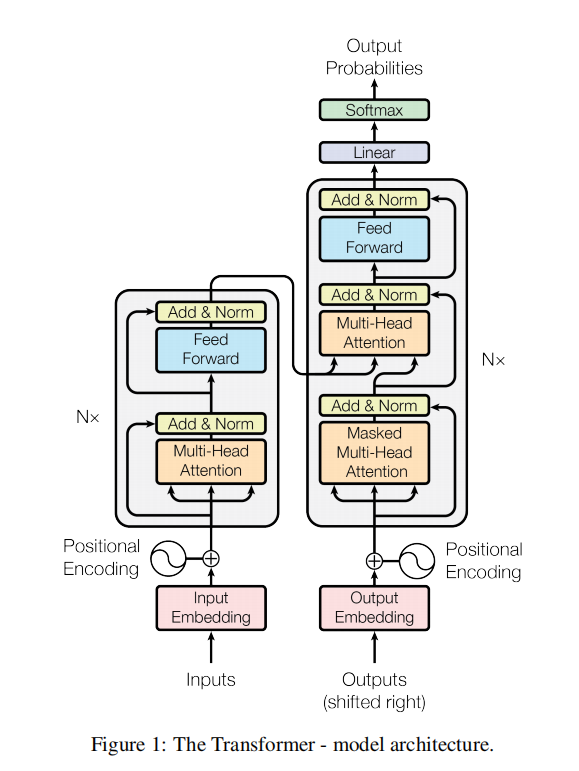 Output
Probabilities
Softmax
Linear
Add & Norm
Feed
Forward
Add & Norm
Multi-Head
Attention
Add & Norm
Masked
Multi-Head
Attention
N×
Add & Norm
Feed
Forward
Add & Norm
Multi-Head
Attention
N×
Positional
Encoding
Positional
Encoding
Input
Embedding
Output
Embedding
Inputs
Outputs
(shifted right)
Figure 1: The Transformer - model architecture.